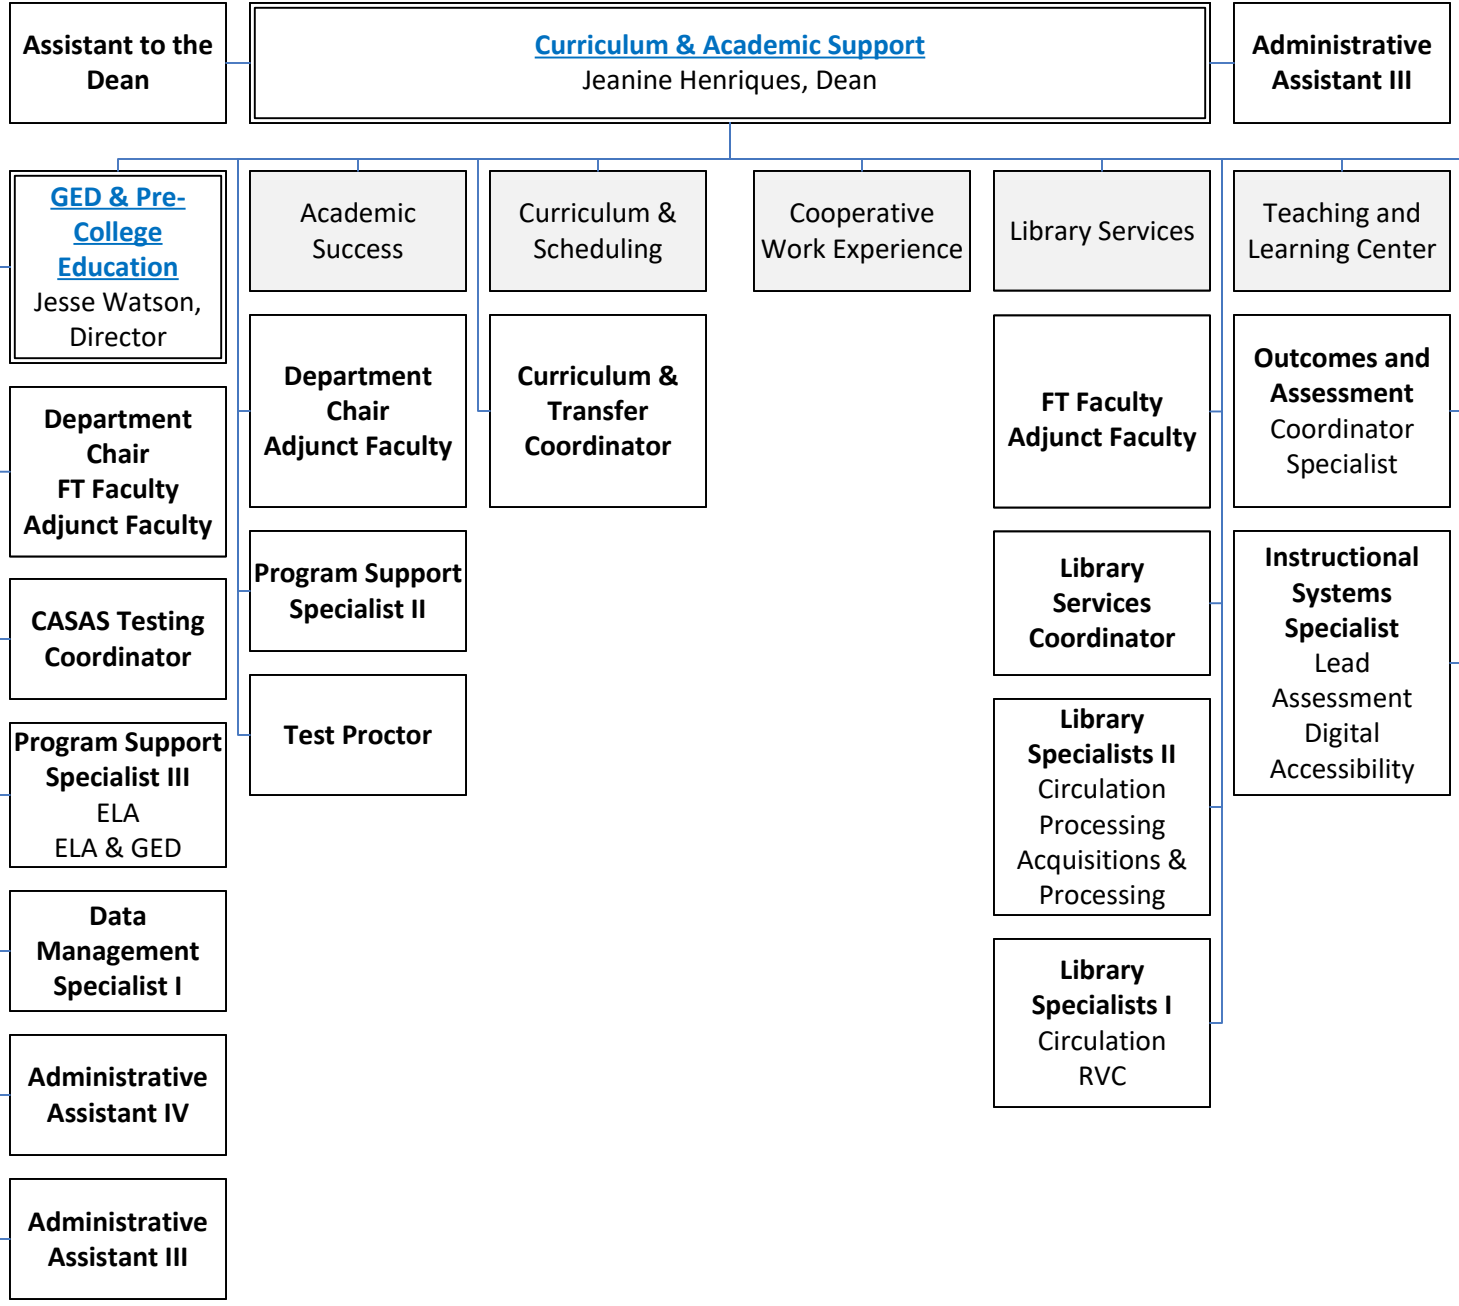 Assistant to the
Dean
Curriculum & Academic Support
Jeanine Henriques, Dean
Administrative
Assistant III
GED & Pre-
College
Education
Jesse Watson,
Director
Department
Chair
FT Faculty
Adjunct Faculty
CASAS Testing
Coordinator
Program Support
Specialist III
ELA
ELA & GED
Data
Management
Specialist I
Administrative
Assistant IV
Administrative
Assistant III
Academic
Success
Department
Chair
Adjunct Faculty
Program Support
Specialist II
Test Proctor
Curriculum &
Scheduling
Curriculum &
Transfer
Coordinator
Cooperative
Work Experience
Library Services
FT Faculty
Adjunct Faculty
Library
Services
Coordinator
Library
Specialists II
Circulation
Processing
Acquisitions &
Processing
Library
Specialists I
Circulation
RVC
Teaching and
Learning Center
Outcomes and
Assessment
Coordinator
Specialist
Instructional
Systems
Specialist
Lead
Assessment
Digital
Accessibility